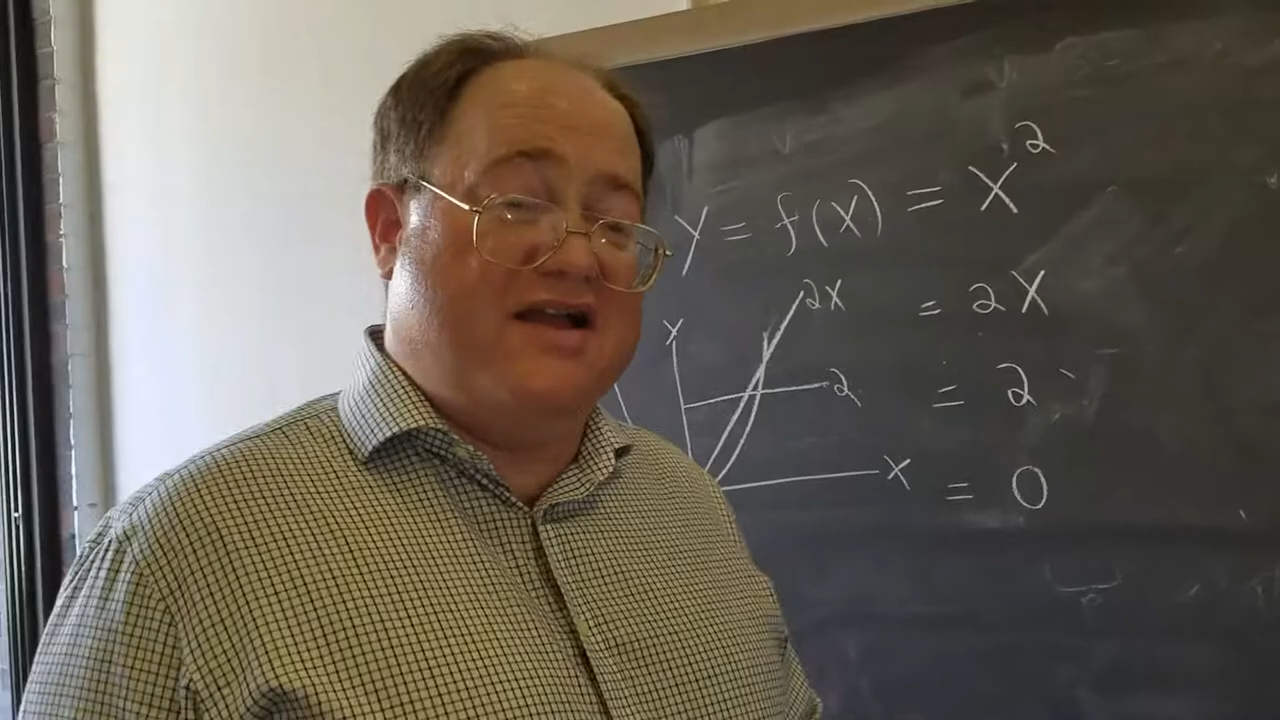 Y = f(X) = X²
= 2X
= 2
= 0
2X
Y
2
X